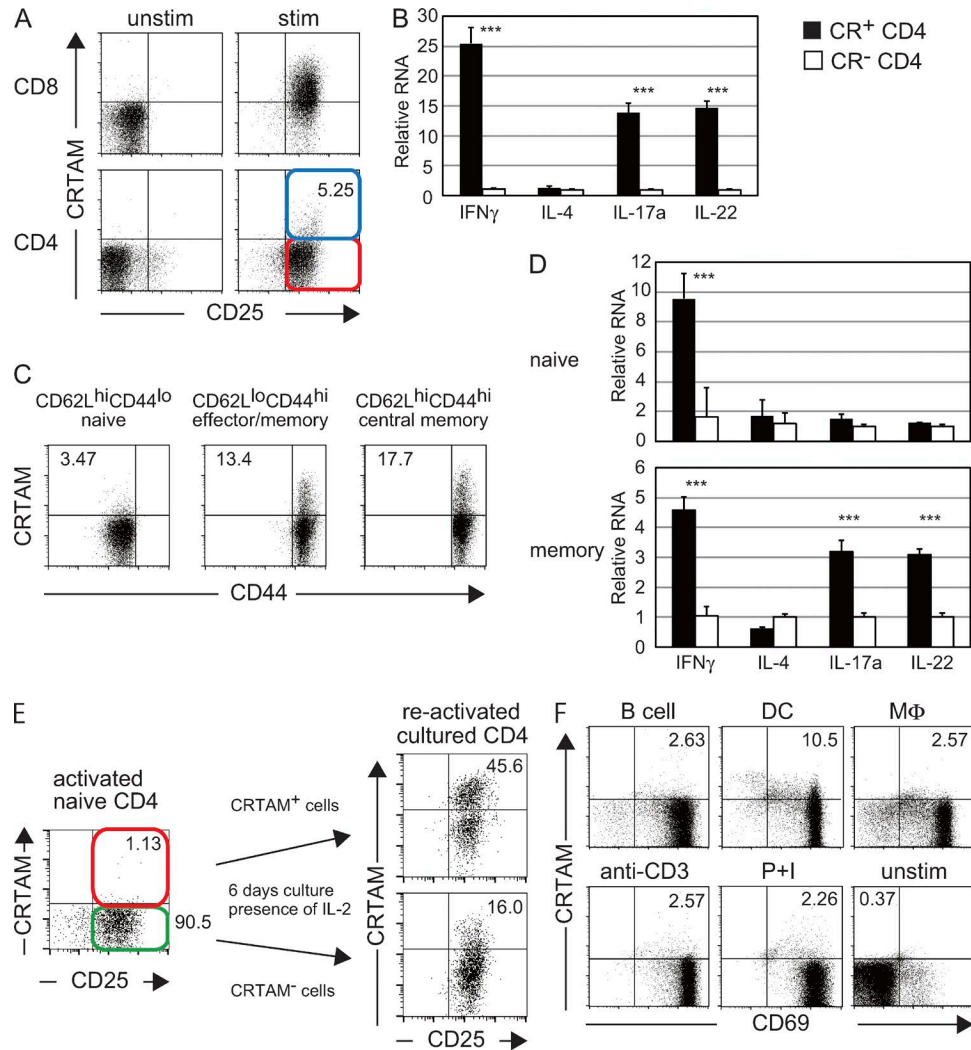 A
unstim
stim
CD8
CD4
CRTAM
5.25
CD25
B
Relative RNA
30
25
20
15
10
5
0
***
***
***
IFNγ
IL-4
IL-17a
IL-22
CR+ CD4
CR- CD4
C
CD62LhiCD44lo
naive
CD62LloCD44hi
effector/memory
CD62LhiCD44hi
central memory
3.47
13.4
17.7
CRTAM
CD44
D
naive
Relative RNA
12
10
8
6
4
2
0
***
memory
Relative RNA
6
5
4
3
2
1
0
***
***
***
IFNγ
IL-4
IL-17a
IL-22
E
activated
naive CD4
1.13
90.5
CRTAM
CD25
CRTAM+ cells
6 days culture
presence of IL-2
CRTAM- cells
re-activated
cultured CD4
45.6
16.0
CRTAM
CD25
F
B cell
DC
MΦ
2.63
10.5
2.57
anti-CD3
P+I
unstim
2.57
2.26
0.37
CRTAM
CD69